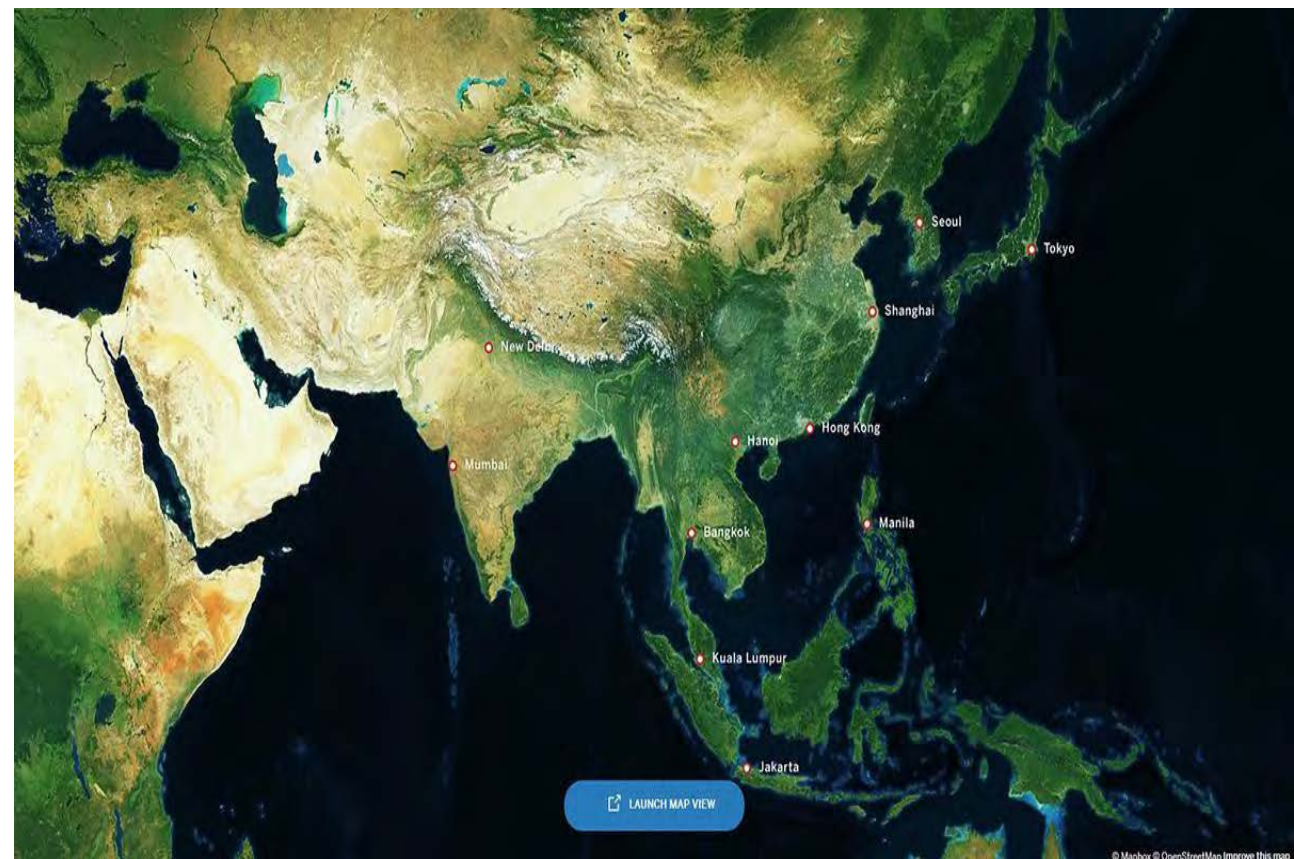 Seoul
Tokyo
Shanghai
New Delhi
Hong Kong
Hanoi
Mumbai
Manila
Bangkok
Kuala Lumpur
Jakarta
LAUNCH MAP VIEW
© Mapbox © OpenStreetMap Improve this map